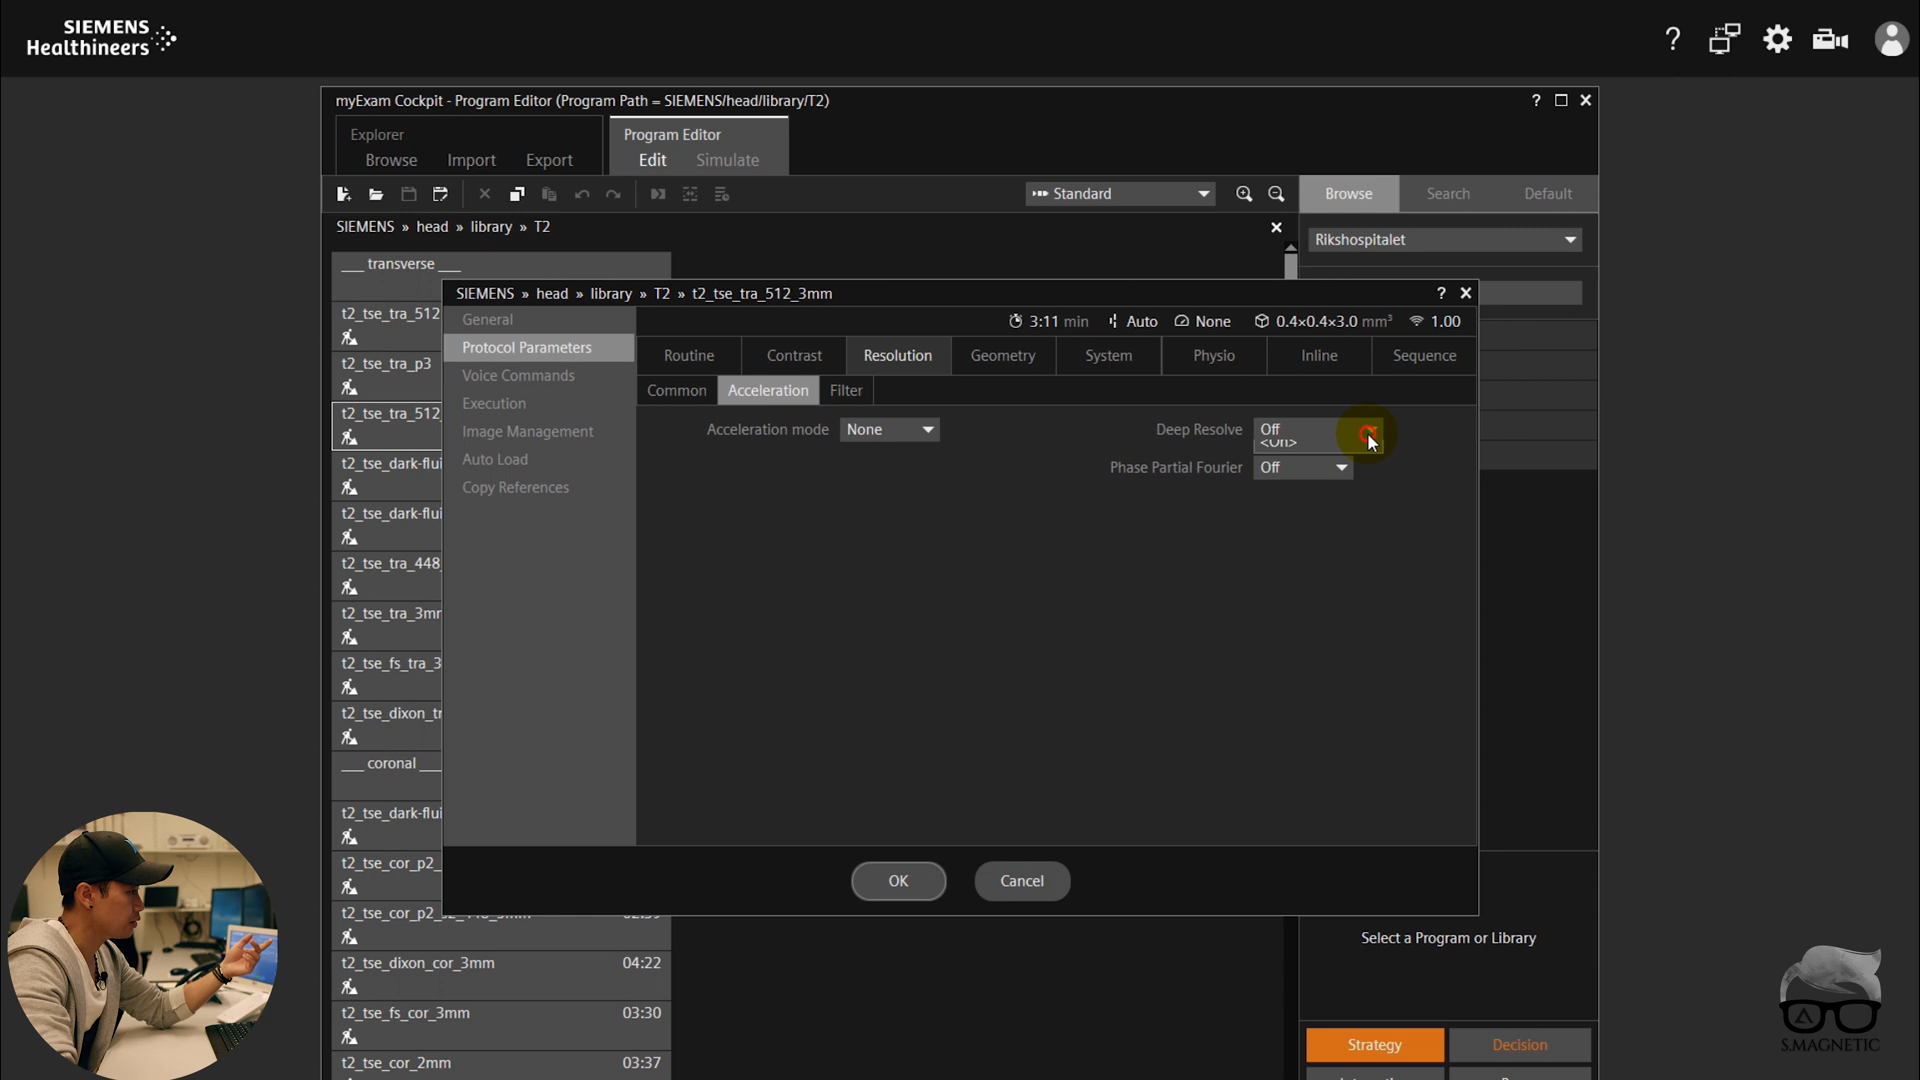 SIEMENS
Healthineers
?
myExam Cockpit - Program Editor (Program Path = SIEMENS/head/library/T2)
?
Explorer
Browse Import Export
Program Editor
Edit Simulate
Standard
Browse Search Default
SIEMENS » head » library » T2
Rikshospitalet
___ transverse ___
SIEMENS » head » library » T2 » t2_tse_tra_512_3mm
?
General
Protocol Parameters
Voice Commands
Execution
Image Management
Auto Load
Copy References
3:11 min Auto None 0.4×0.4×3.0 mm³ 1.00
Routine Contrast Resolution Geometry System Physio Inline Sequence
Common Acceleration Filter
Acceleration mode None
Deep Resolve Off
<On>
Phase Partial Fourier Off
OK Cancel
t2_tse_tra_512
t2_tse_tra_p3
t2_tse_tra_512_
t2_tse_dark-flui
t2_tse_dark-flui
t2_tse_tra_448_
t2_tse_tra_3mm
t2_tse_fs_tra_3
t2_tse_dixon_tr
___ coronal ___
t2_tse_dark-flui
t2_tse_cor_p2_
t2_tse_dixon_cor_3mm 04:22
t2_tse_fs_cor_3mm 03:30
t2_tse_cor_2mm 03:37
Select a Program or Library
Strategy Decision
S.MAGNETIC